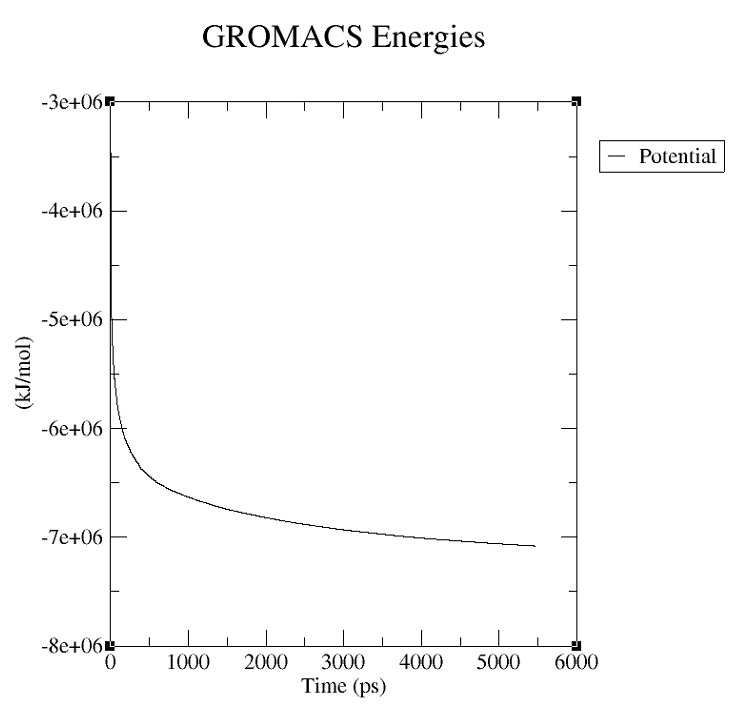 GROMACS Energies
-3e+06
Potential
-4e+06
-5e+06
(kJ/mol)
-6e+06
-7e+06
-8e+06
0 1000 2000 3000 4000 5000 6000
Time (ps)